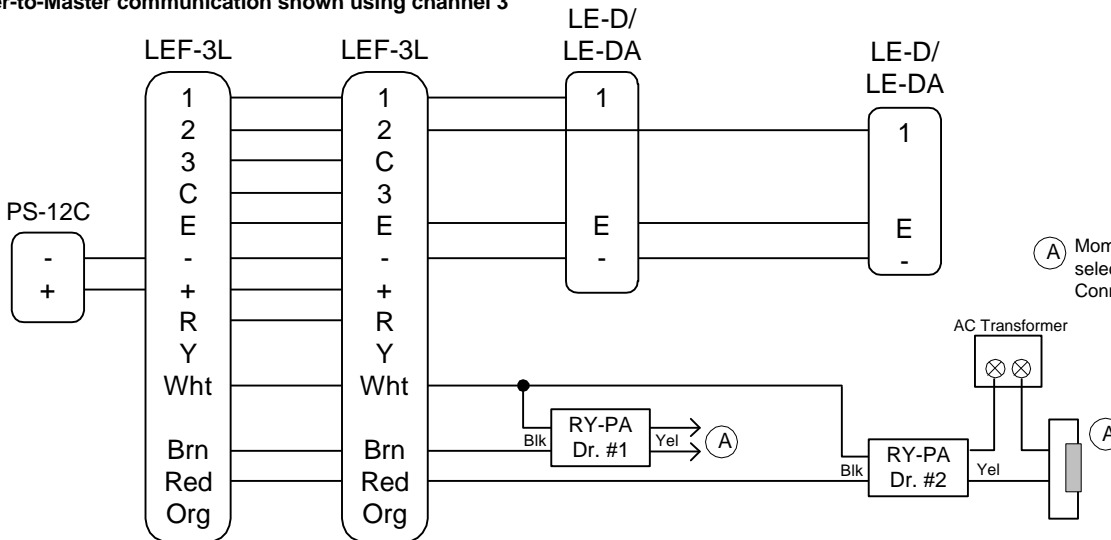 er-to-Master communication shown using channel 3
LEF-3L
1
2
3
C
E
-
+
R
Y
Wht
Brn
Red
Org
LEF-3L
1
2
C
3
E
-
+
R
Y
Wht
Brn
Red
Org
LE-D/
LE-DA
1
E
-
LE-D/
LE-DA
1
E
-
PS-12C
-
+
A
Mom
selec
Conn
AC Transformer
Blk
RY-PA
Dr. #1
Yel
A
Blk
RY-PA
Dr. #2
Yel
A